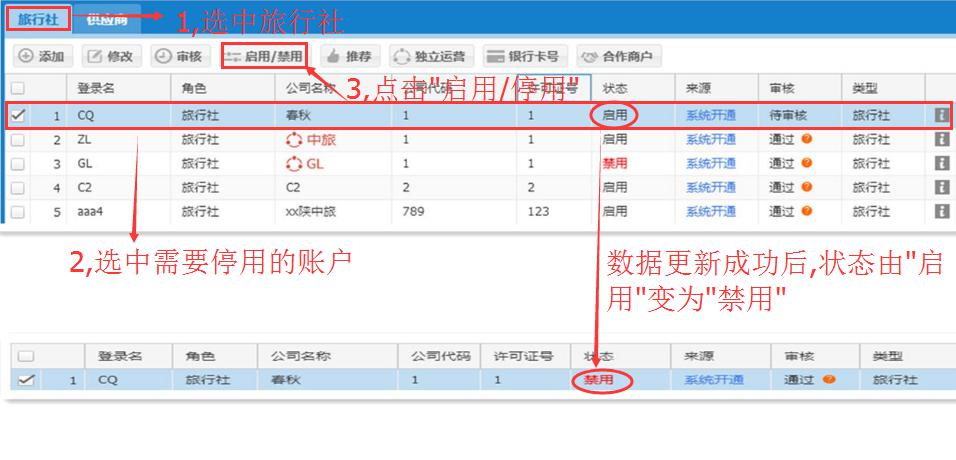 旅行社 供应商 1,选中旅行社
添加 修改 审核 启用/禁用 推荐 独立运营 银行卡号 合作商户
3,点击"启用/停用"
登录名 角色 公司名称 公司代码 许可证号 状态 来源 审核 类型
1 CQ 旅行社 春秋 1 1 启用 系统开通 待审核 旅行社
2 ZL 旅行社 中旅 1 1 启用 系统开通 通过 旅行社
3 GL 旅行社 GL 1 1 禁用 系统开通 通过 旅行社
4 C2 旅行社 C2 2 2 启用 系统开通 通过 旅行社
5 aaa4 旅行社 xx陕中旅 789 123 启用 系统开通 通过 旅行社
2,选中需要停用的账户
数据更新成功后,状态由"启
用"变为"禁用"
登录名 角色 公司名称 公司代码 许可证号 状态 来源 审核 类型
1 CQ 旅行社 春秋 1 1 禁用 系统开通 通过 旅行社